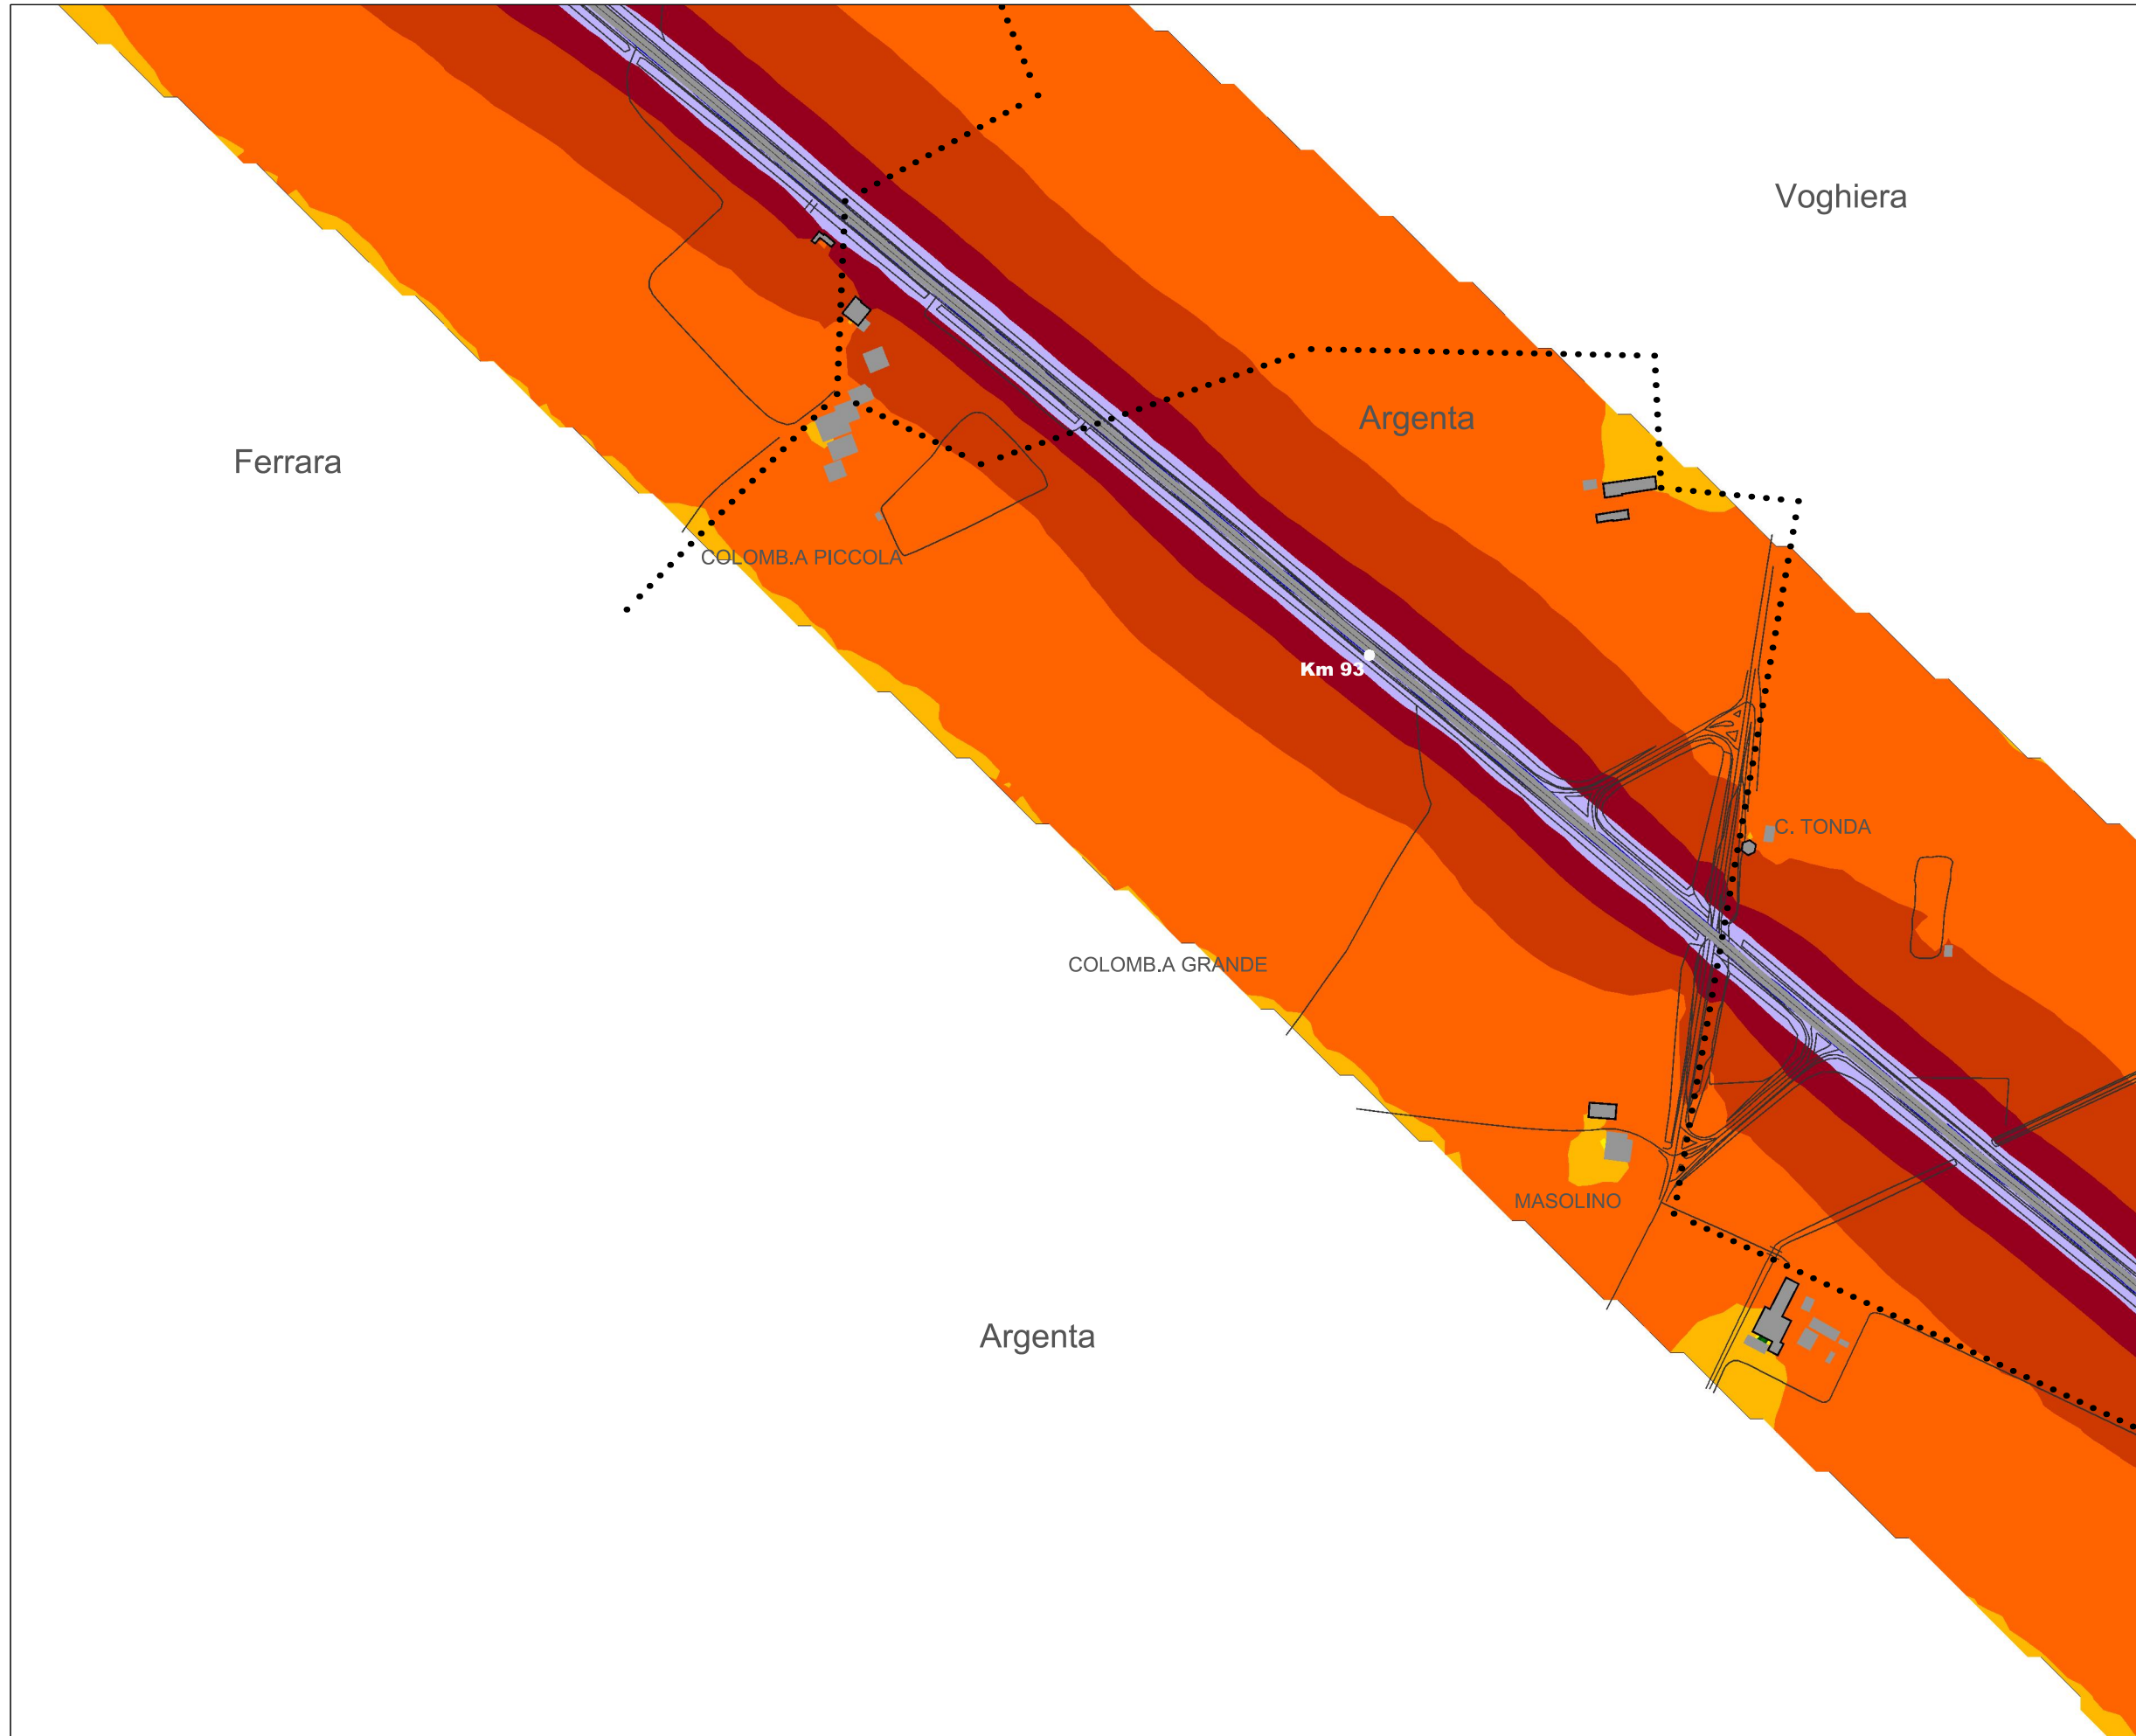 Voghiera
Argenta
Ferrara
COLOMB.A PICCOLA
Km 93
C. TONDA
COLOMB.A GRANDE
MASOLINO
Argenta